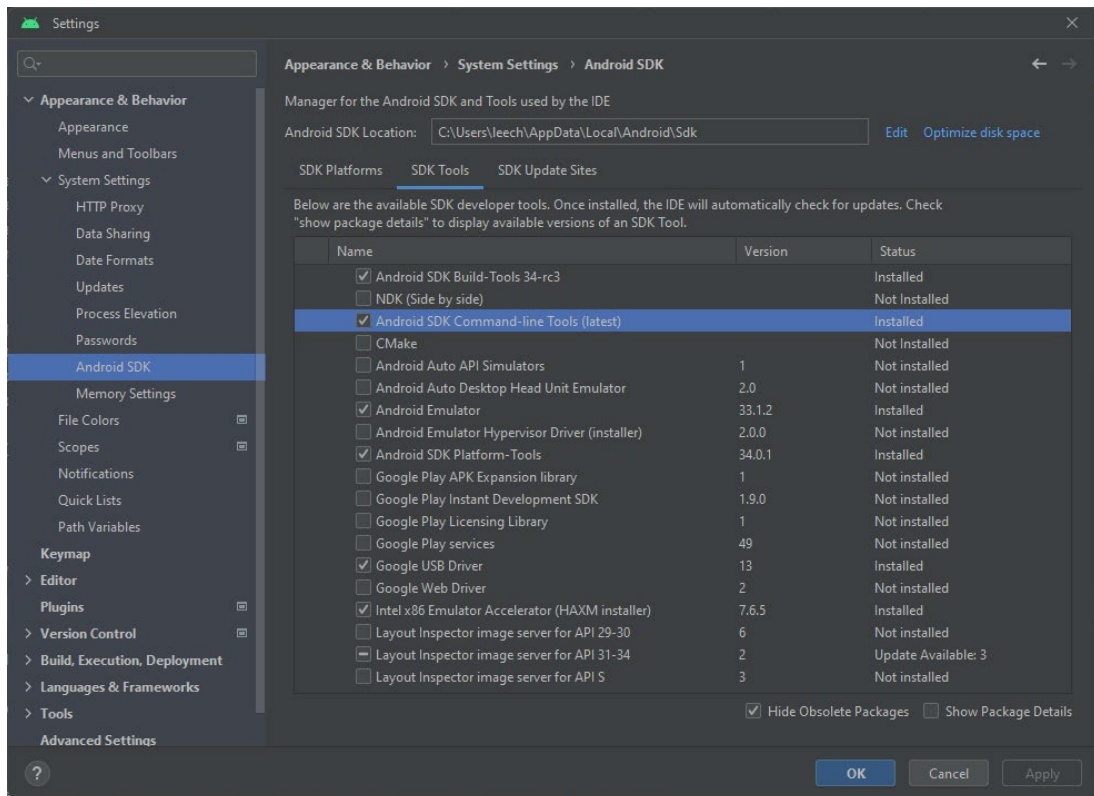 Settings
Appearance & Behavior
Appearance
Menus and Toolbars
System Settings
HTTP Proxy
Data Sharing
Date Formats
Updates
Process Elevation
Passwords
Android SDK
Memory Settings
File Colors
Scopes
Notifications
Quick Lists
Path Variables
Keymap
Editor
Plugins
Version Control
Build, Execution, Deployment
Languages & Frameworks
Tools
Advanced Settings
Appearance & Behavior > System Settings > Android SDK
Manager for the Android SDK and Tools used by the IDE
Android SDK Location: C:\Users\leech\AppData\Local\Android\Sdk Edit Optimize disk space
SDK Platforms SDK Tools SDK Update Sites
Below are the available SDK developer tools. Once installed, the IDE will automatically check for updates. Check
"show package details" to display available versions of an SDK Tool.
Name Version Status
Android SDK Build-Tools 34-rc3 Installed
NDK (Side by side) Not Installed
Android SDK Command-line Tools (latest) Installed
CMake Not Installed
Android Auto API Simulators 1 Not installed
Android Auto Desktop Head Unit Emulator 2.0 Not installed
Android Emulator 33.1.2 Installed
Android Emulator Hypervisor Driver (installer) 2.0.0 Not installed
Android SDK Platform-Tools 34.0.1 Installed
Google Play APK Expansion library 1 Not installed
Google Play Instant Development SDK 1.9.0 Not installed
Google Play Licensing Library 1 Not installed
Google Play services 49 Not installed
Google USB Driver 13 Installed
Google Web Driver 2 Not installed
Intel x86 Emulator Accelerator (HAXM installer) 7.6.5 Installed
Layout Inspector image server for API 29-30 6 Not installed
Layout Inspector image server for API 31-34 2 Update Available: 3
Layout Inspector image server for API S 3 Not installed
Hide Obsolete Packages Show Package Details
? OK Cancel Apply